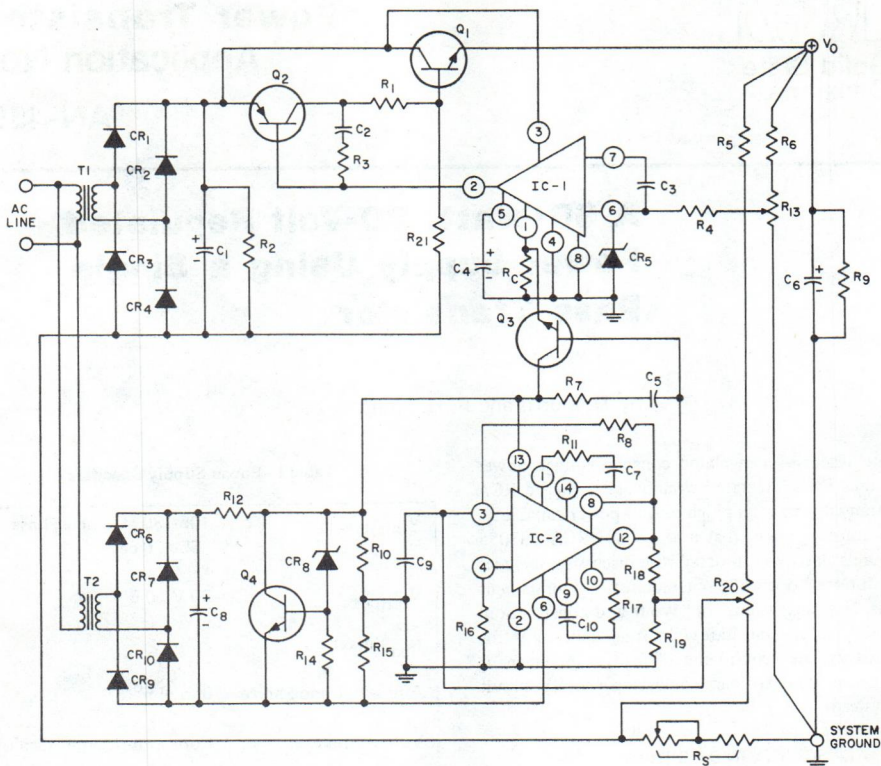 Q1
V0
Q2
R1
CR1
C2
3
7
R5
R6
CR2
R3
T1
2
IC-1
C3
AC
LINE
5
1
4
6
8
R4
R13
CR3
C1
R2
R21
C4
RC
CR5
C6
R9
CR4
Q3
R7
C5
R8
13
1
R11
C7
14
8
R12
3
IC-2
12
CR6
CR8
R10
C9
R18
CR7
Q4
4
R20
T2
C8
10
9
R17
6
2
R16
C10
R19
CR10
R14
R15
CR9
SYSTEM
GROUND
RS